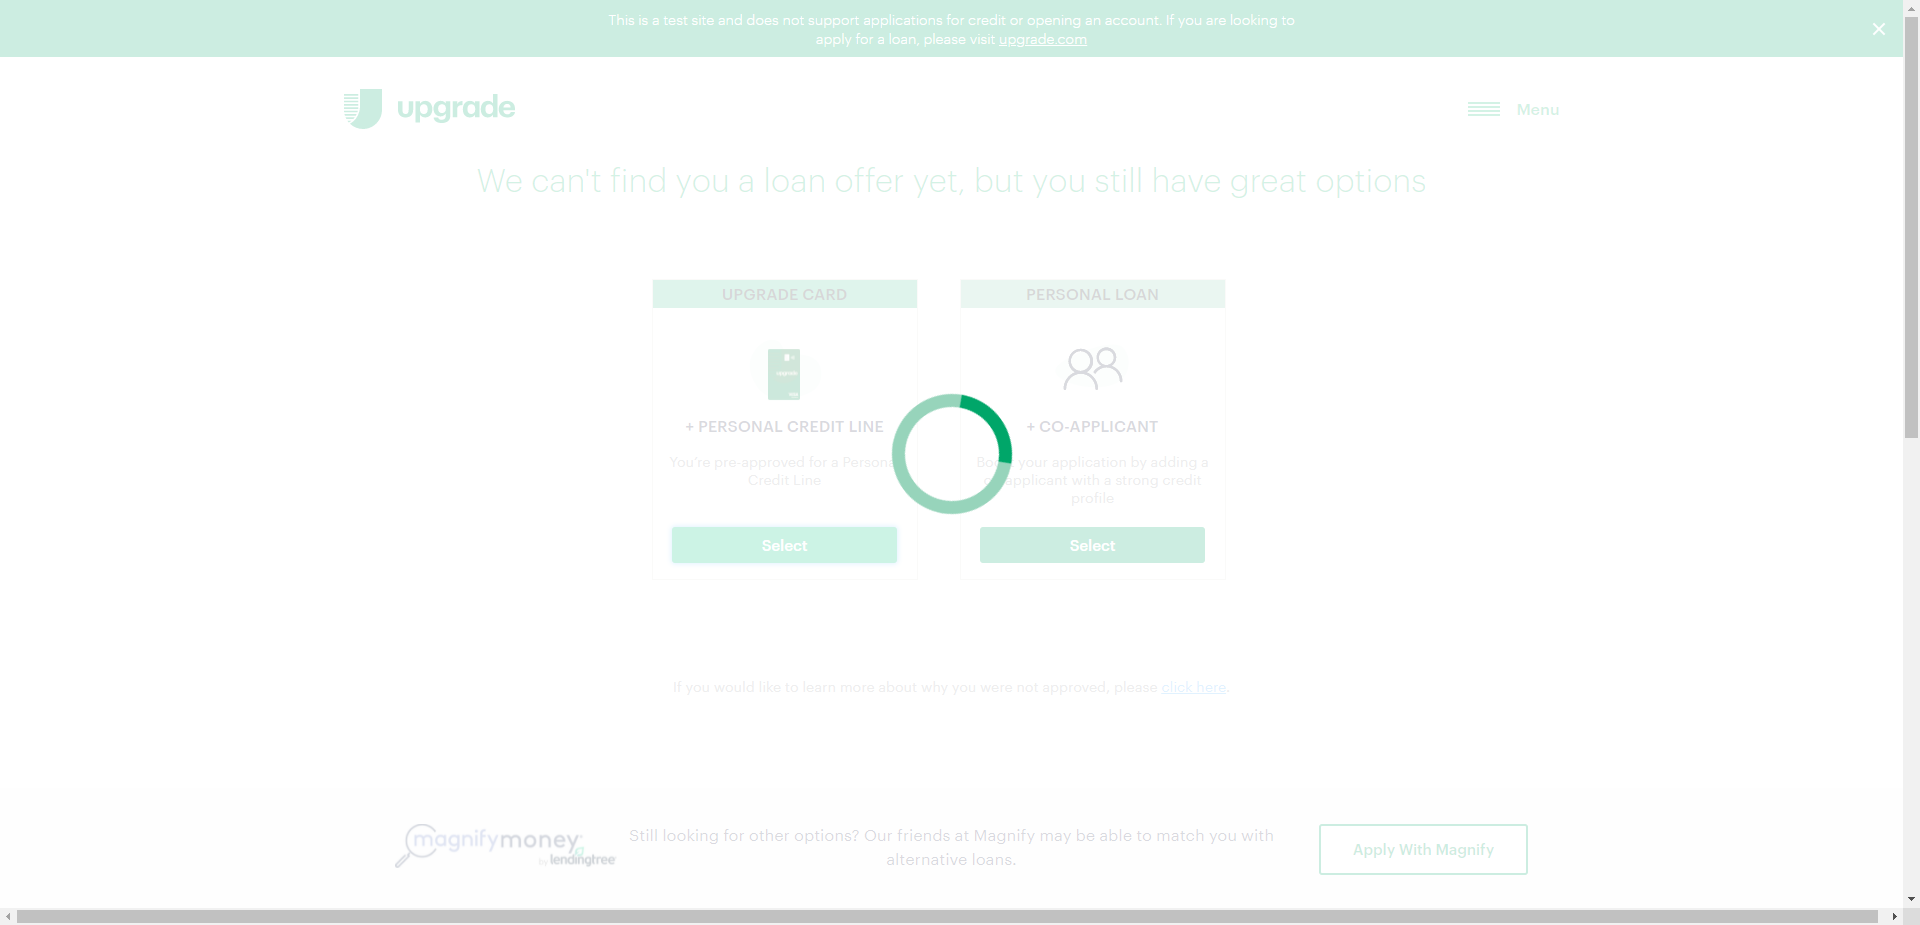 This is a test site and does not support applications for credit or opening an account. If you are looking to
apply for a loan, please visit upgrade.com
upgrade
Menu
We can't find you a loan offer yet, but you still have great options
UPGRADE CARD
PERSONAL LOAN
upgrade
+ PERSONAL CREDIT LINE
+ CO-APPLICANT
You're pre-approved for a Persona
Credit Line
your application by adding a
applicant with a strong credit
profile
Select
Select
If you would like to learn more about why you were not approved, please click here.
magnifymoney
by lendingtree
Still looking for other options? Our friends at Magnify may be able to match you with
alternative loans.
Apply With Magnify